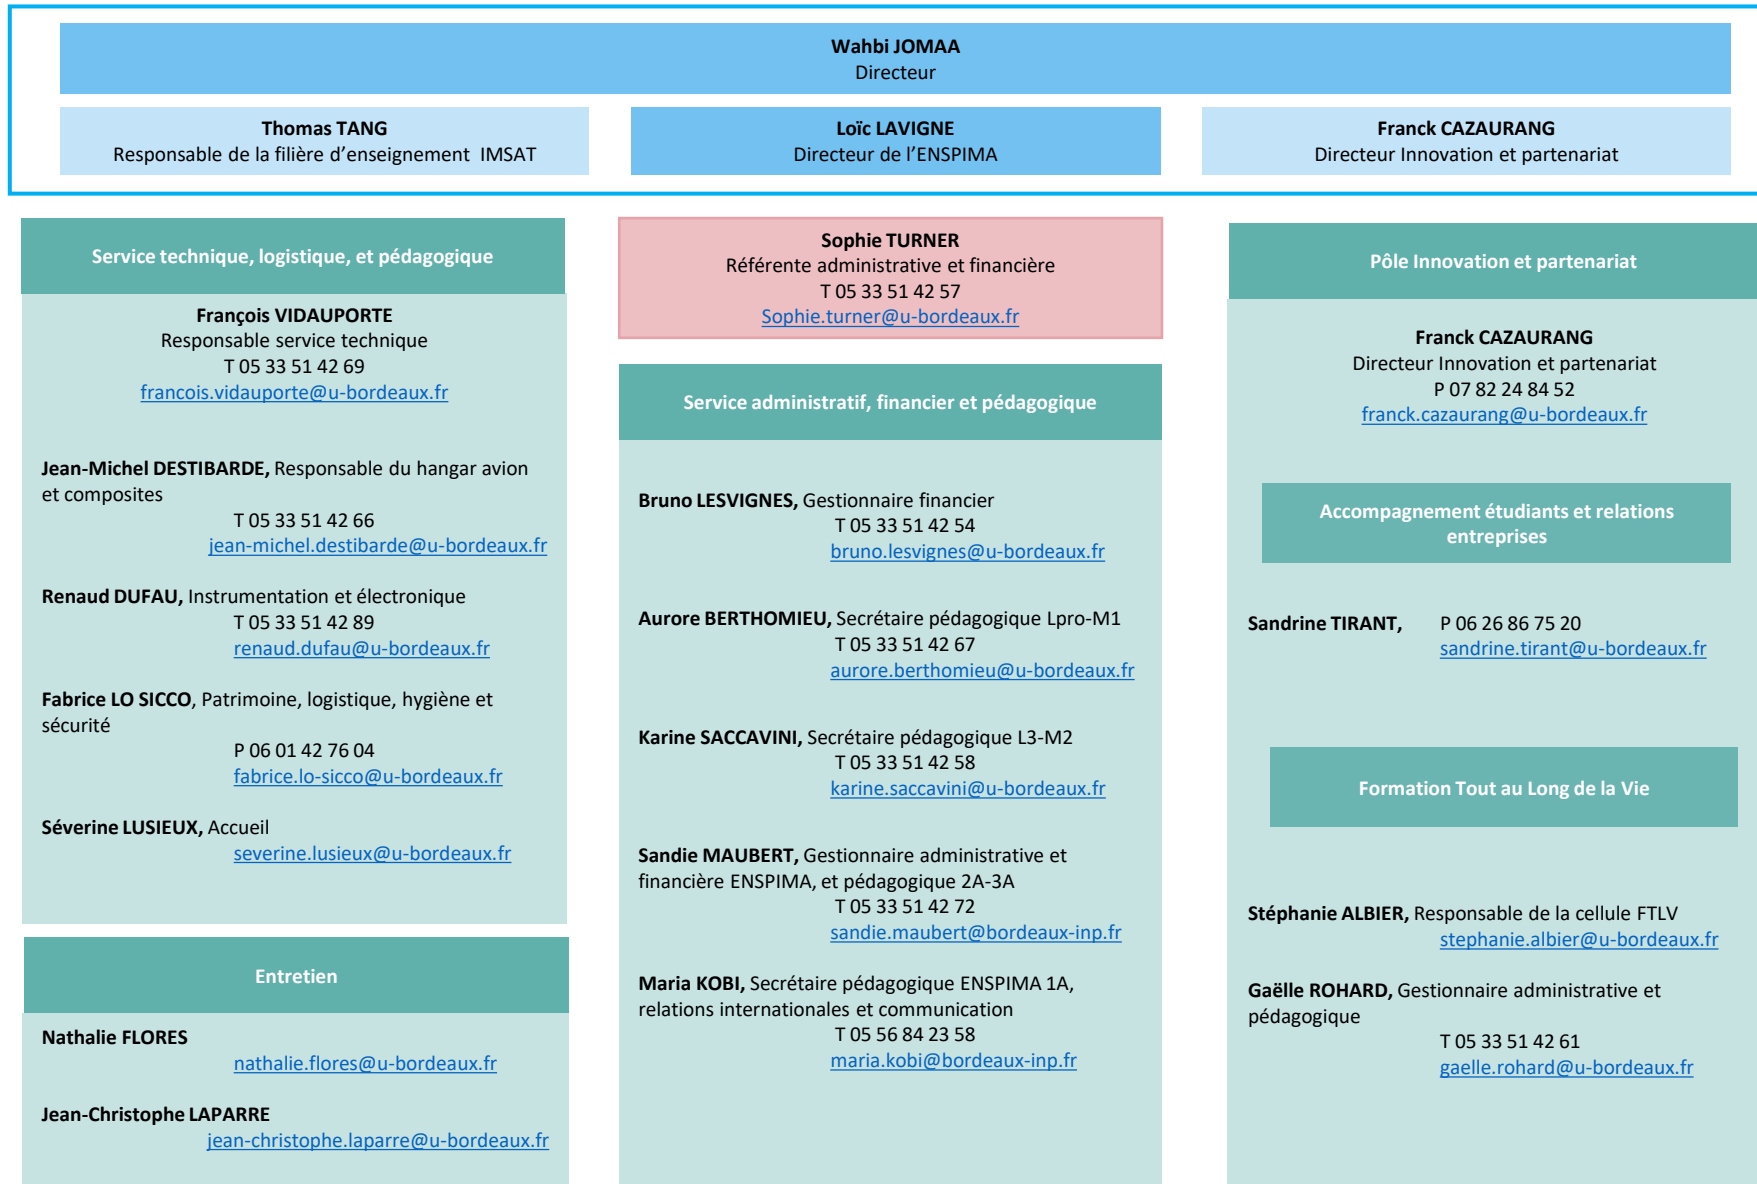 Wahbi JOMAA
Directeur
Thomas TANG
Responsable de la filière d’enseignement IMSAT
Loïc LAVIGNE
Directeur de l’ENSPIMA
Franck CAZAURANG
Directeur Innovation et partenariat
Service technique, logistique, et pédagogique
François VIDAUPORTE
Responsable service technique
T 05 33 51 42 69
francois.vidauporte@u-bordeaux.fr
Jean-Michel DESTIBARDE, Responsable du hangar avion
et composites
T 05 33 51 42 66
jean-michel.destibarde@u-bordeaux.fr
Renaud DUFAU, Instrumentation et électronique
T 05 33 51 42 89
renaud.dufau@u-bordeaux.fr
Fabrice LO SICCO, Patrimoine, logistique, hygiène et
sécurité
P 06 01 42 76 04
fabrice.lo-sicco@u-bordeaux.fr
Séverine LUSIEUX, Accueil
severine.lusieux@u-bordeaux.fr
Entretien
Nathalie FLORES
nathalie.flores@u-bordeaux.fr
Jean-Christophe LAPARRE
jean-christophe.laparre@u-bordeaux.fr
Sophie TURNER
Référente administrative et financière
T 05 33 51 42 57
Sophie.turner@u-bordeaux.fr
Service administratif, financier et pédagogique
Bruno LESVIGNES, Gestionnaire financier
T 05 33 51 42 54
bruno.lesvignes@u-bordeaux.fr
Aurore BERTHOMIEU, Secrétaire pédagogique Lpro-M1
T 05 33 51 42 67
aurore.berthomieu@u-bordeaux.fr
Karine SACCAVINI, Secrétaire pédagogique L3-M2
T 05 33 51 42 58
karine.saccavini@u-bordeaux.fr
Sandie MAUBERT, Gestionnaire administrative et
financière ENSPIMA, et pédagogique 2A-3A
T 05 33 51 42 72
sandie.maubert@bordeaux-inp.fr
Maria KOBI, Secrétaire pédagogique ENSPIMA 1A,
relations internationales et communication
T 05 56 84 23 58
maria.kobi@bordeaux-inp.fr
Pôle Innovation et partenariat
Franck CAZAURANG
Directeur Innovation et partenariat
P 07 82 24 84 52
franck.cazaurang@u-bordeaux.fr
Accompagnement étudiants et relations
entreprises
Sandrine TIRANT, P 06 26 86 75 20
sandrine.tirant@u-bordeaux.fr
Formation Tout au Long de la Vie
Stéphanie ALBIER, Responsable de la cellule FTLV
stephanie.albier@u-bordeaux.fr
Gaëlle ROHARD, Gestionnaire administrative et
pédagogique
T 05 33 51 42 61
gaelle.rohard@u-bordeaux.fr